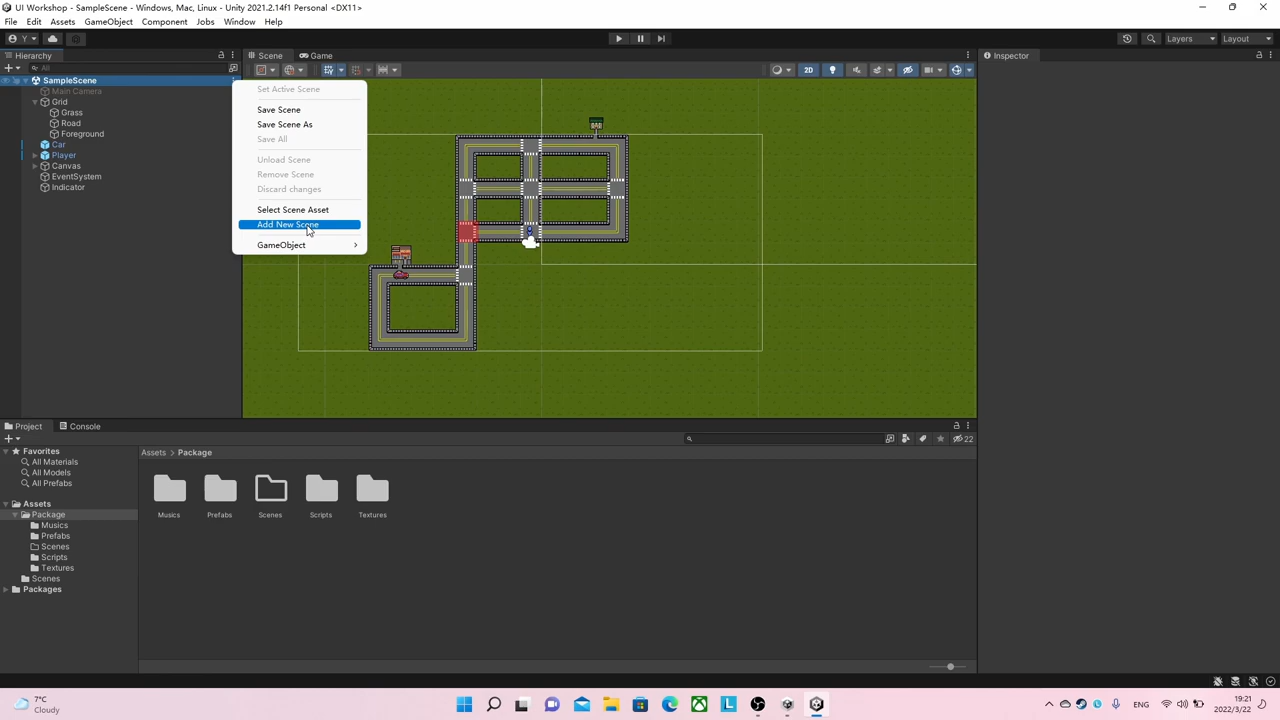 UI Workshop - SampleScene - Windows, Mac, Linux - Unity 2021.2.14f1 Personal <DX11>
File Edit Assets GameObject Component Jobs Window Help
Y Layers Layout
Hierarchy Scene Game Inspector
All 2D
SampleScene
Main Camera
Grid
Grass
Road
Foreground
Car
Player
Canvas
EventSystem
Indicator
Set Active Scene
Save Scene
Save Scene As
Save All
Unload Scene
Remove Scene
Discard changes
Select Scene Asset
Add New Scene
GameObject
Project Console
22
Favorites
All Materials
All Models
All Prefabs
Assets
Package
Musics
Prefabs
Scenes
Scripts
Textures
Scenes
Packages
Assets > Package
Musics Prefabs Scenes Scripts Textures
7°C
Cloudy
L
ENG
19:21
2022/3/22